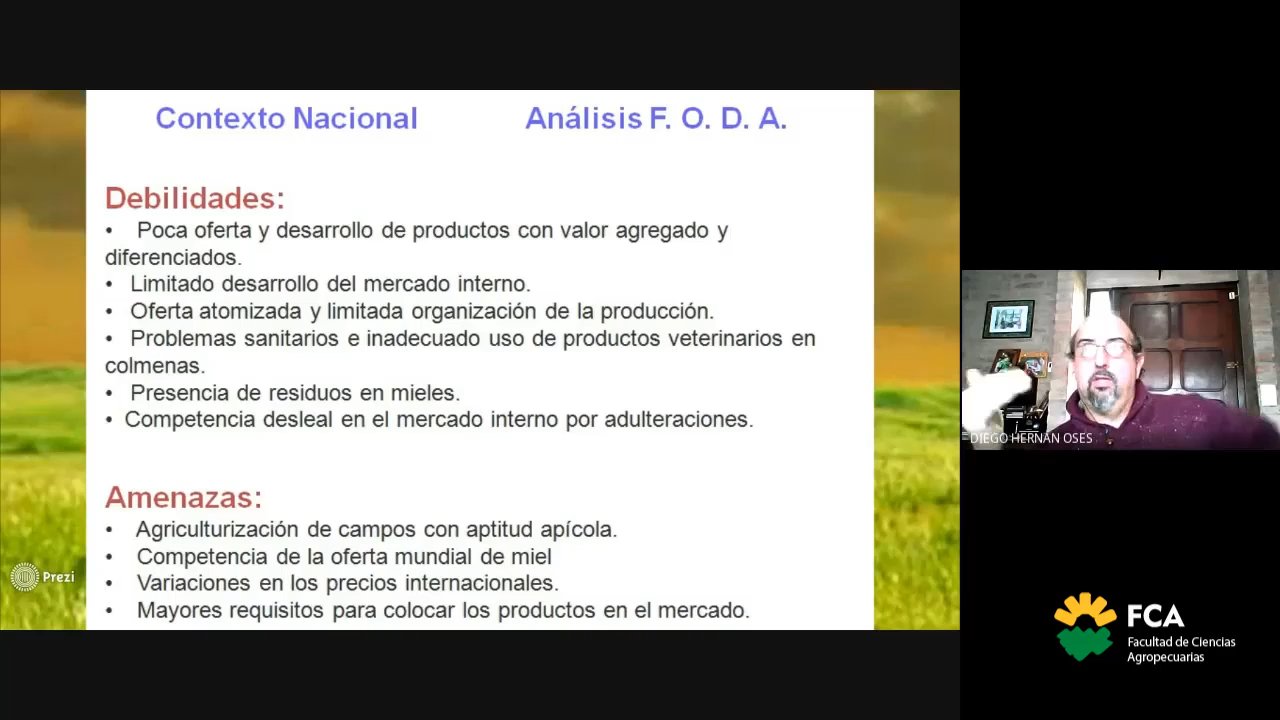 Contexto Nacional Análisis F. O. D. A.
Debilidades:
• Poca oferta y desarrollo de productos con valor agregado y
diferenciados.
• Limitado desarrollo del mercado interno.
• Oferta atomizada y limitada organización de la producción.
• Problemas sanitarios e inadecuado uso de productos veterinarios en
colmenas.
• Presencia de residuos en mieles.
• Competencia desleal en el mercado interno por adulteraciones.
Amenazas:
• Agriculturización de campos con aptitud apícola.
• Competencia de la oferta mundial de miel
• Variaciones en los precios internacionales.
• Mayores requisitos para colocar los productos en el mercado.
Prezi
DIEGO HERNAN OSES
FCA
Facultad de Ciencias
Agropecuarias